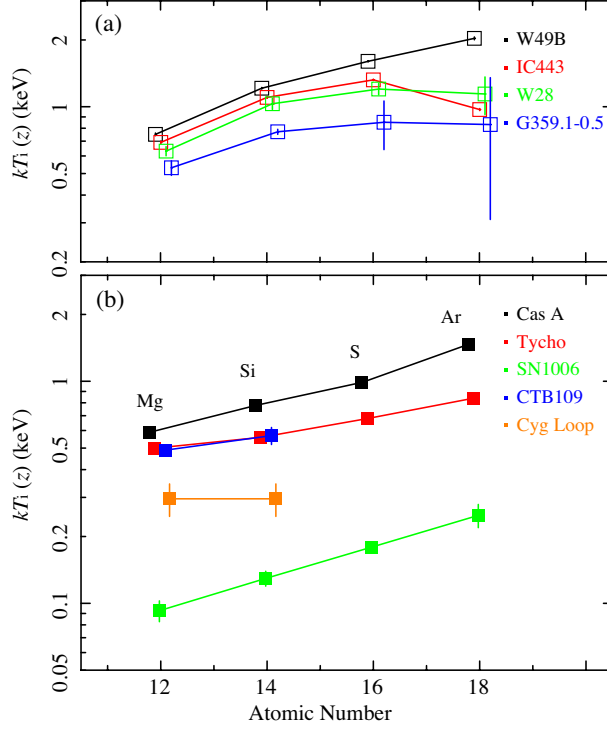 (a)
W49B
IC443
W28
G359.1-0.5
2
1
0.5
0.2
kTi (z) (keV)
(b)
Cas A
Tycho
SN1006
CTB109
Cyg Loop
Mg
Si
S
Ar
2
1
0.5
0.2
0.1
0.05
kTi (z) (keV)
12 14 16 18
Atomic Number